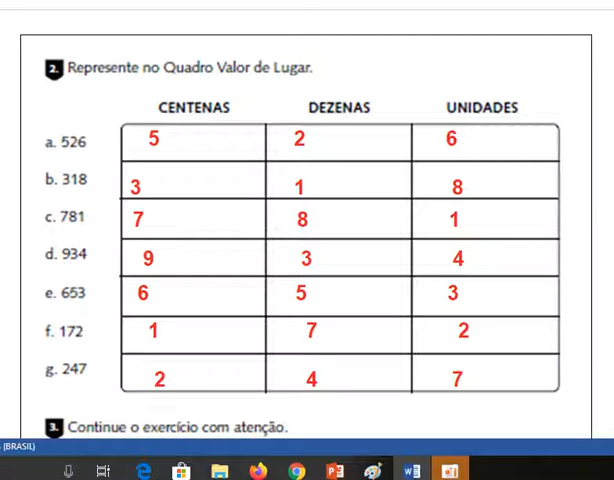 2. Represente no Quadro Valor de Lugar.
CENTENAS DEZENAS UNIDADES
a. 526 5 2 6
b. 318 3 1 8
c. 781 7 8 1
d. 934 9 3 4
e. 653 6 5 3
f. 172 1 7 2
g. 247 2 4 7
3. Continue o exercício com atenção.
(BRASIL)